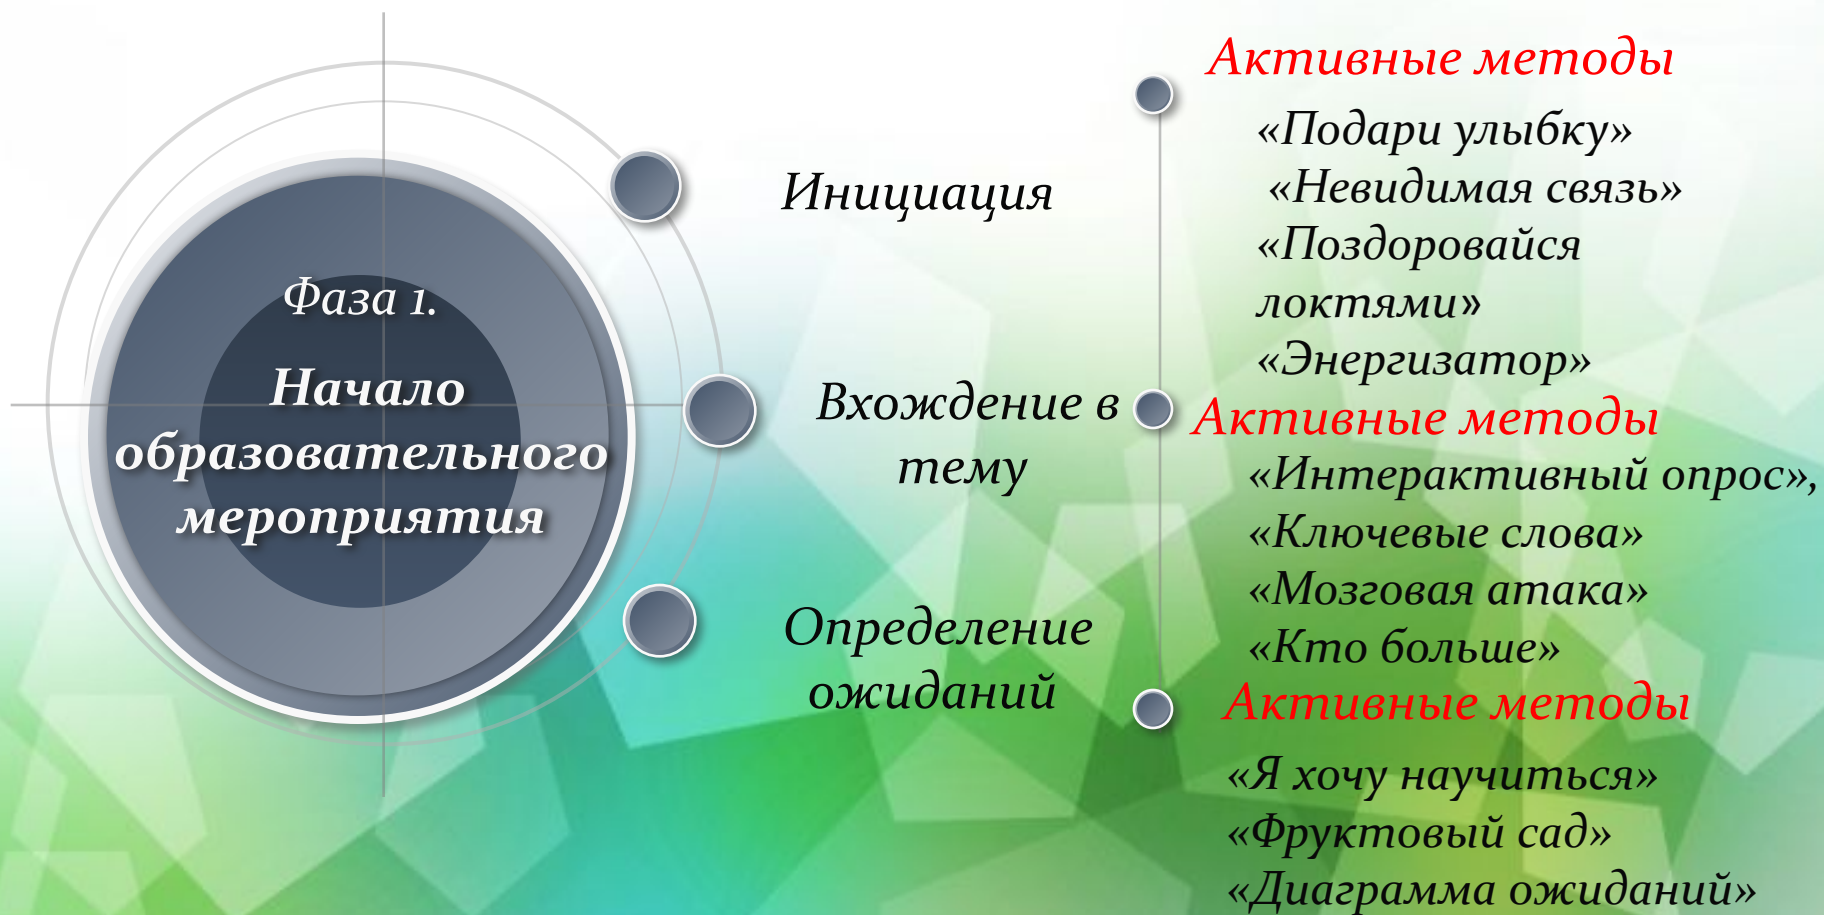 Фаза 1.
Начало
образовательного
мероприятия
Инициация
Активные методы
«Подари улыбку»
«Невидимая связь»
«Поздоровайся
локтями»
«Энергизатор»
Вхождение в
тему
Активные методы
«Интерактивный опрос»,
«Ключевые слова»
«Мозговая атака»
«Кто больше»
Определение
ожиданий
Активные методы
«Я хочу научиться»
«Фруктовый сад»
«Диаграмма ожиданий»